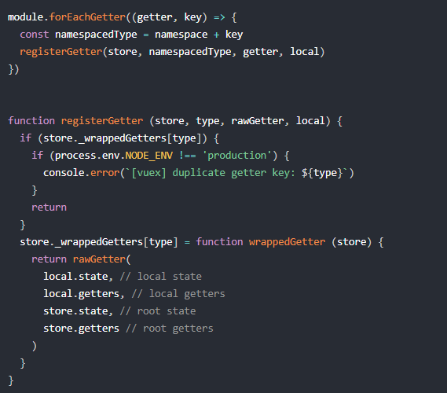 module.forEachGetter((getter, key) => {
  const namespacedType = namespace + key
  registerGetter(store, namespacedType, getter, local)
})

function registerGetter (store, type, rawGetter, local) {
  if (store._wrappedGetters[type]) {
    if (process.env.NODE_ENV !== 'production') {
      console.error(`[vuex] duplicate getter key: ${type}`)
    }
    return
  }
  store._wrappedGetters[type] = function wrappedGetter (store) {
    return rawGetter(
      local.state, // local state
      local.getters, // local getters
      store.state, // root state
      store.getters // root getters
    )
  }
}